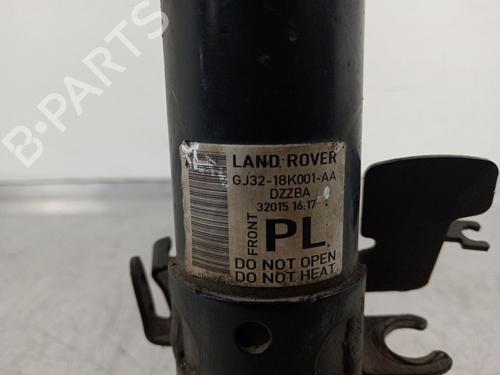 B-PARTS
LAND ROVER
GJ32-18K001-AA
DZZBA
32015 16:17
FRONT
PL
DO NOT OPEN
DO NOT HEAT